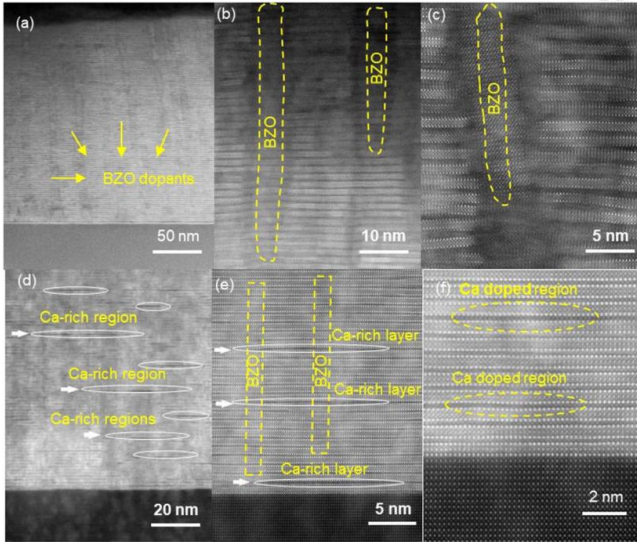 (a)
BZO dopants
50 nm
(b)
BZO
BZO
10 nm
(c)
BZO
5 nm
(d)
Ca-rich region
Ca-rich region
Ca-rich regions
20 nm
(e)
BZO
BZO
Ca-rich layer
Ca-rich layer
Ca-rich layer
5 nm
(f)
Ca doped region
Ca doped region
2 nm